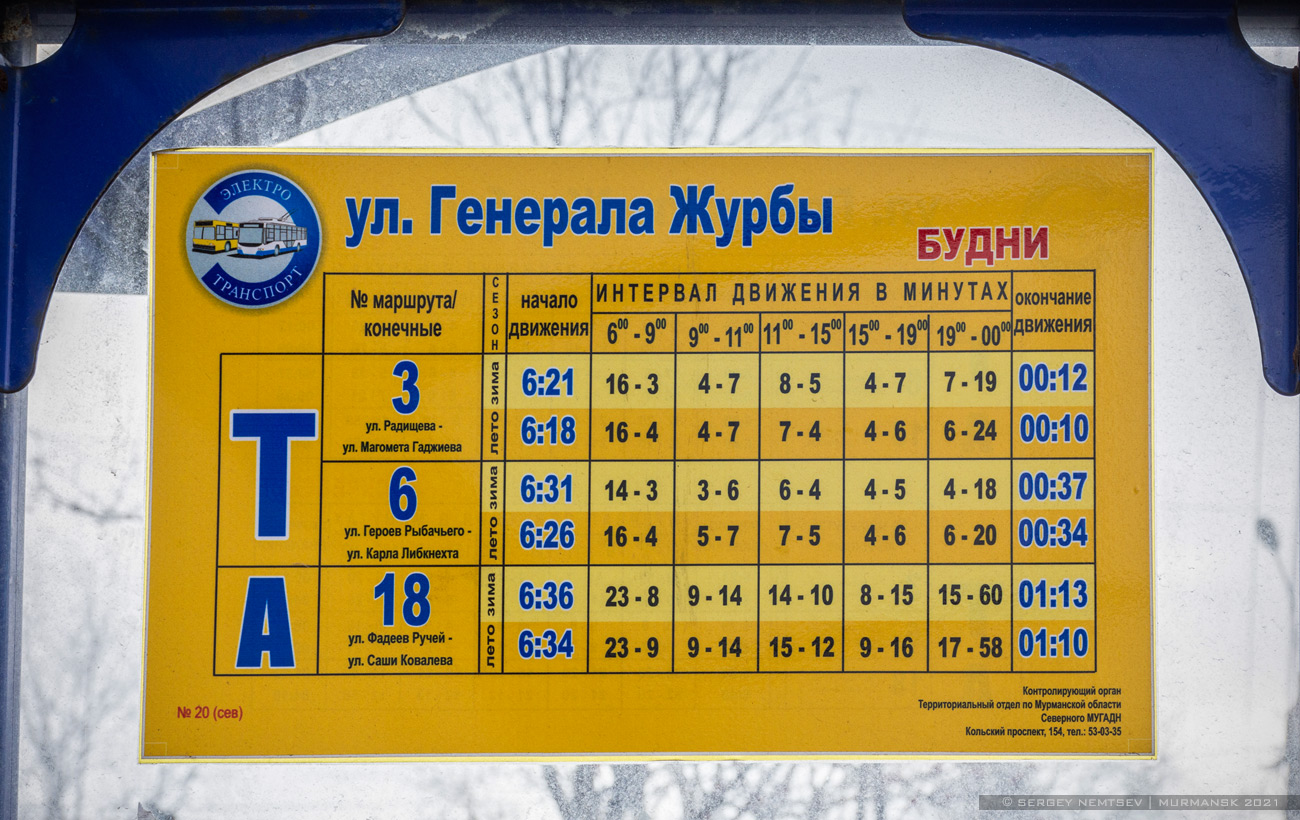 ЭЛЕКТРО
ТРАНСПОРТ
ул. Генерала Журбы
БУДНИ
№ маршрута/
конечные
СЕЗОН
начало
движения
ИНТЕРВАЛ ДВИЖЕНИЯ В МИНУТАХ
6⁰⁰ - 9⁰⁰ 9⁰⁰ - 11⁰⁰ 11⁰⁰ - 15⁰⁰ 15⁰⁰ - 19⁰⁰ 19⁰⁰ - 00⁰⁰
окончание
движения
Т
3
ул. Радищева -
ул. Магомета Гаджиева
зима 6:21 16 - 3 4 - 7 8 - 5 4 - 7 7 - 19 00:12
лето 6:18 16 - 4 4 - 7 7 - 4 4 - 6 6 - 24 00:10
6
ул. Героев Рыбачьего -
ул. Карла Либкнехта
зима 6:31 14 - 3 3 - 6 6 - 4 4 - 5 4 - 18 00:37
лето 6:26 16 - 4 5 - 7 7 - 5 4 - 6 6 - 20 00:34
А
18
ул. Фадеев Ручей -
ул. Саши Ковалева
зима 6:36 23 - 8 9 - 14 14 - 10 8 - 15 15 - 60 01:13
лето 6:34 23 - 9 9 - 14 15 - 12 9 - 16 17 - 58 01:10
№ 20 (сев)
Контролирующий орган
Территориальный отдел по Мурманской области
Северного МУГАДН
Кольский проспект, 154, тел.: 53-03-35
© SERGEY NEMTSEV | MURMANSK 2021